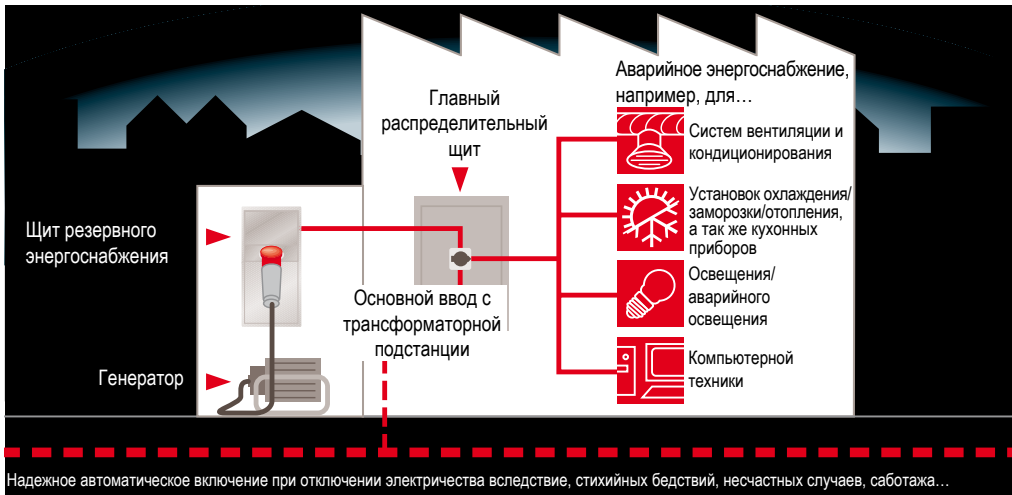 Аварийное энергоснабжение,
например, для…
Главный
распределительный
щит
Систем вентиляции и
кондиционирования
Установок охлаждения/
заморозки/отопления,
а так же кухонных
приборов
Щит резервного
энергоснабжения
Освещения/
аварийного
освещения
Основной ввод с
трансформаторной
подстанции
Компьютерной
техники
Генератор
Надежное автоматическое включение при отключении электричества вследствие, стихийных бедствий, несчастных случаев, саботажа…